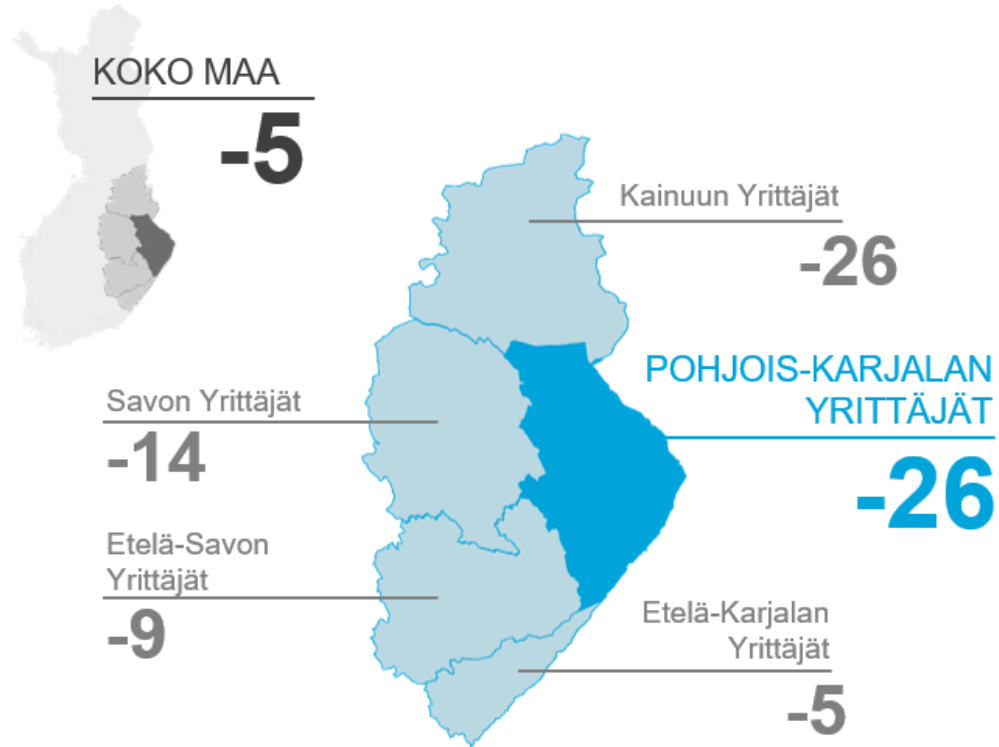 KOKO MAA
-5
Kainuun Yrittäjät
-26
POHJOIS-KARJALAN
YRITTÄJÄT
-26
Savon Yrittäjät
-14
Etelä-Savon
Yrittäjät
-9
Etelä-Karjalan
Yrittäjät
-5